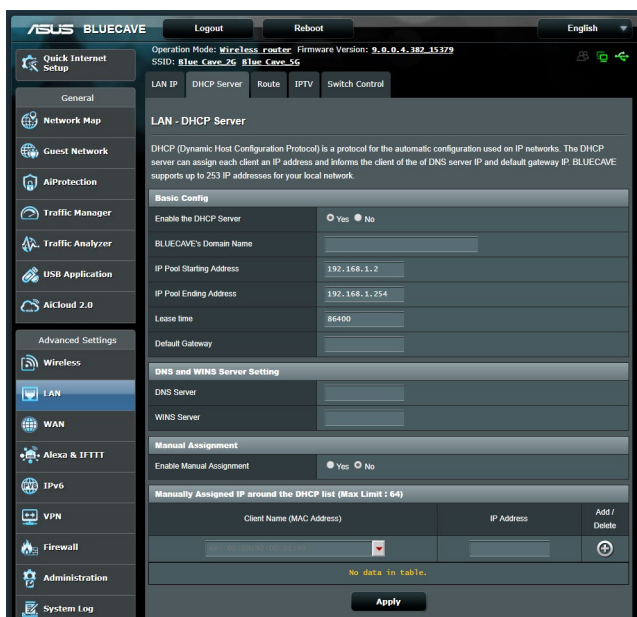 ASUS BLUECAVE Logout Reboot English
Operation Mode: Wireless router Firmware Version: 9.0.0.4.382_15379
SSID: Blue Cave_2G Blue Cave_5G
Quick Internet
Setup
General
Network Map
Guest Network
AiProtection
Traffic Manager
Traffic Analyzer
USB Application
AiCloud 2.0
Advanced Settings
Wireless
LAN
WAN
Alexa & IFTTT
IPv6
VPN
Firewall
Administration
System Log
LAN IP DHCP Server Route IPTV Switch Control
LAN - DHCP Server
DHCP (Dynamic Host Configuration Protocol) is a protocol for the automatic configuration used on IP networks. The DHCP
server can assign each client an IP address and informs the client of the of DNS server IP and default gateway IP. BLUECAVE
supports up to 253 IP addresses for your local network.
Basic Config
Enable the DHCP Server Yes No
BLUECAVE's Domain Name
IP Pool Starting Address 192.168.1.2
IP Pool Ending Address 192.168.1.254
Lease time 86400
Default Gateway
DNS and WINS Server Setting
DNS Server
WINS Server
Manual Assignment
Enable Manual Assignment Yes No
Manually Assigned IP around the DHCP list (Max Limit : 64)
Client Name (MAC Address) IP Address Add /
Delete
No data in table.
Apply